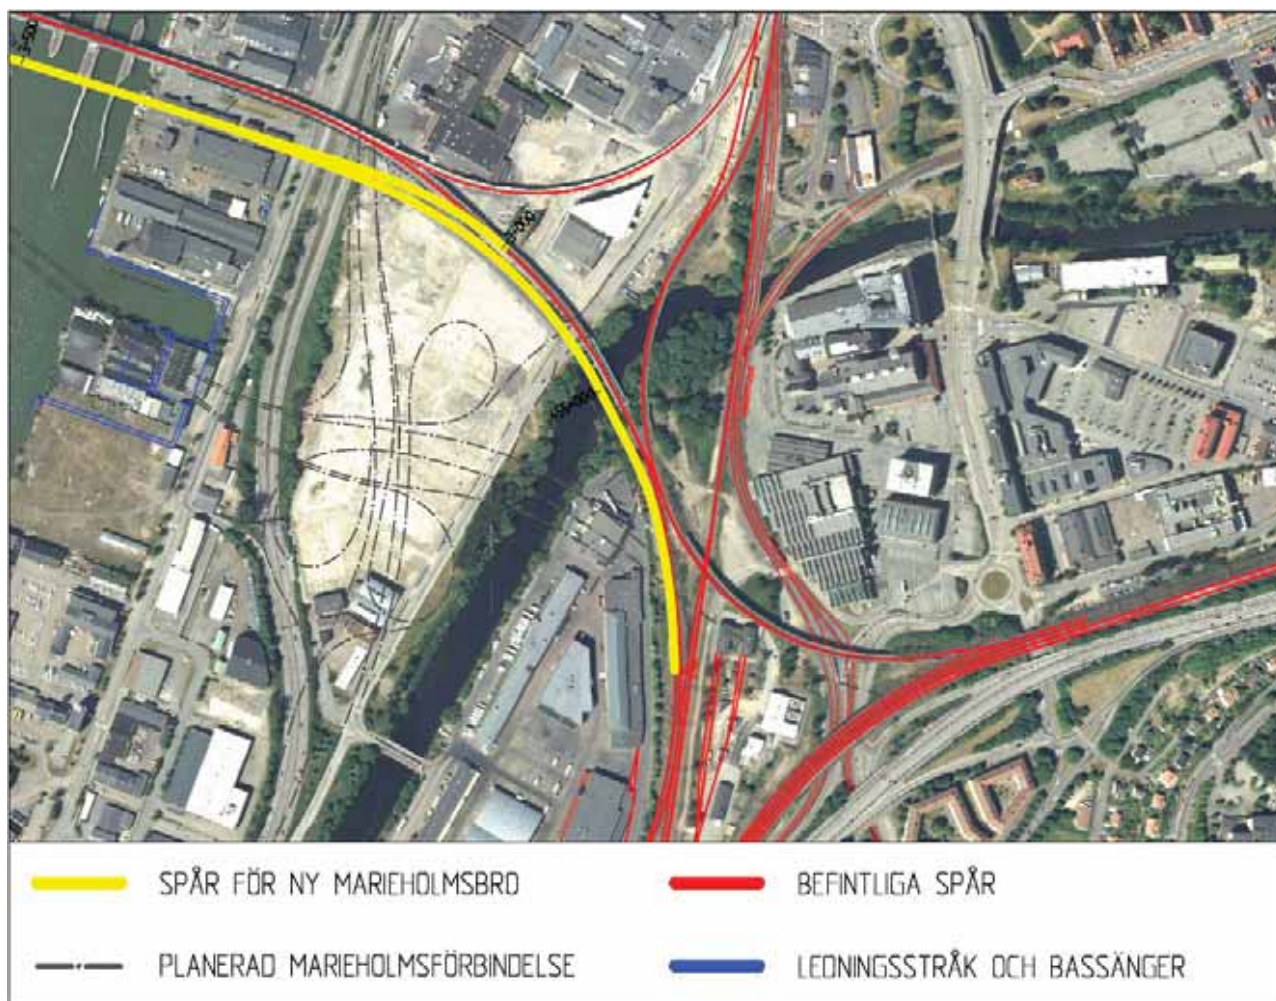 SPÅR FÖR NY MARIEHOLMSBRO
BEFINTLIGA SPÅR
PLANERAD MARIEHOLMSFÖRBINDELSE
LEDNINGSSTRÅK OCH BASSÄNGER